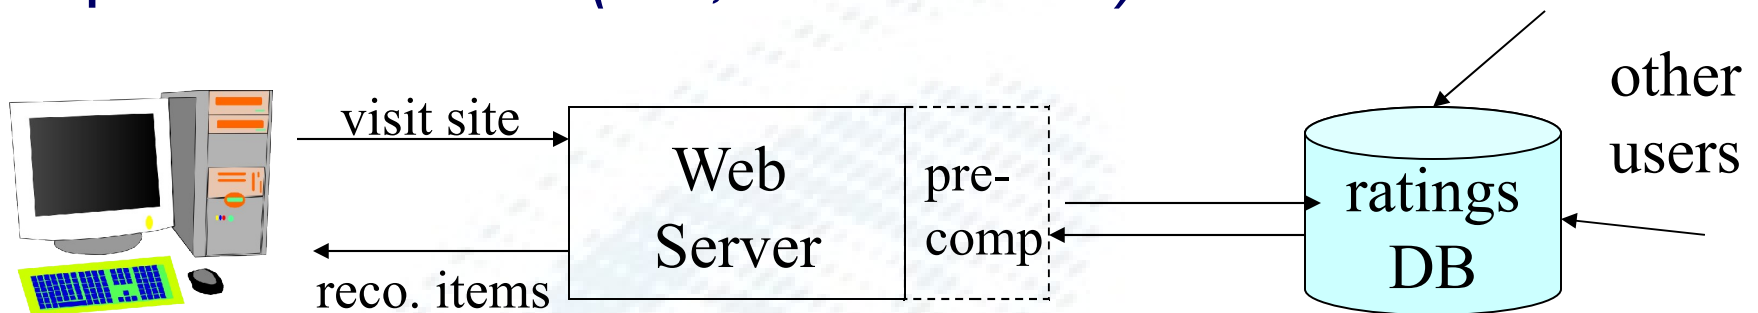 visit site
reco. items
Web
Server
pre-
comp
ratings
DB
other
users